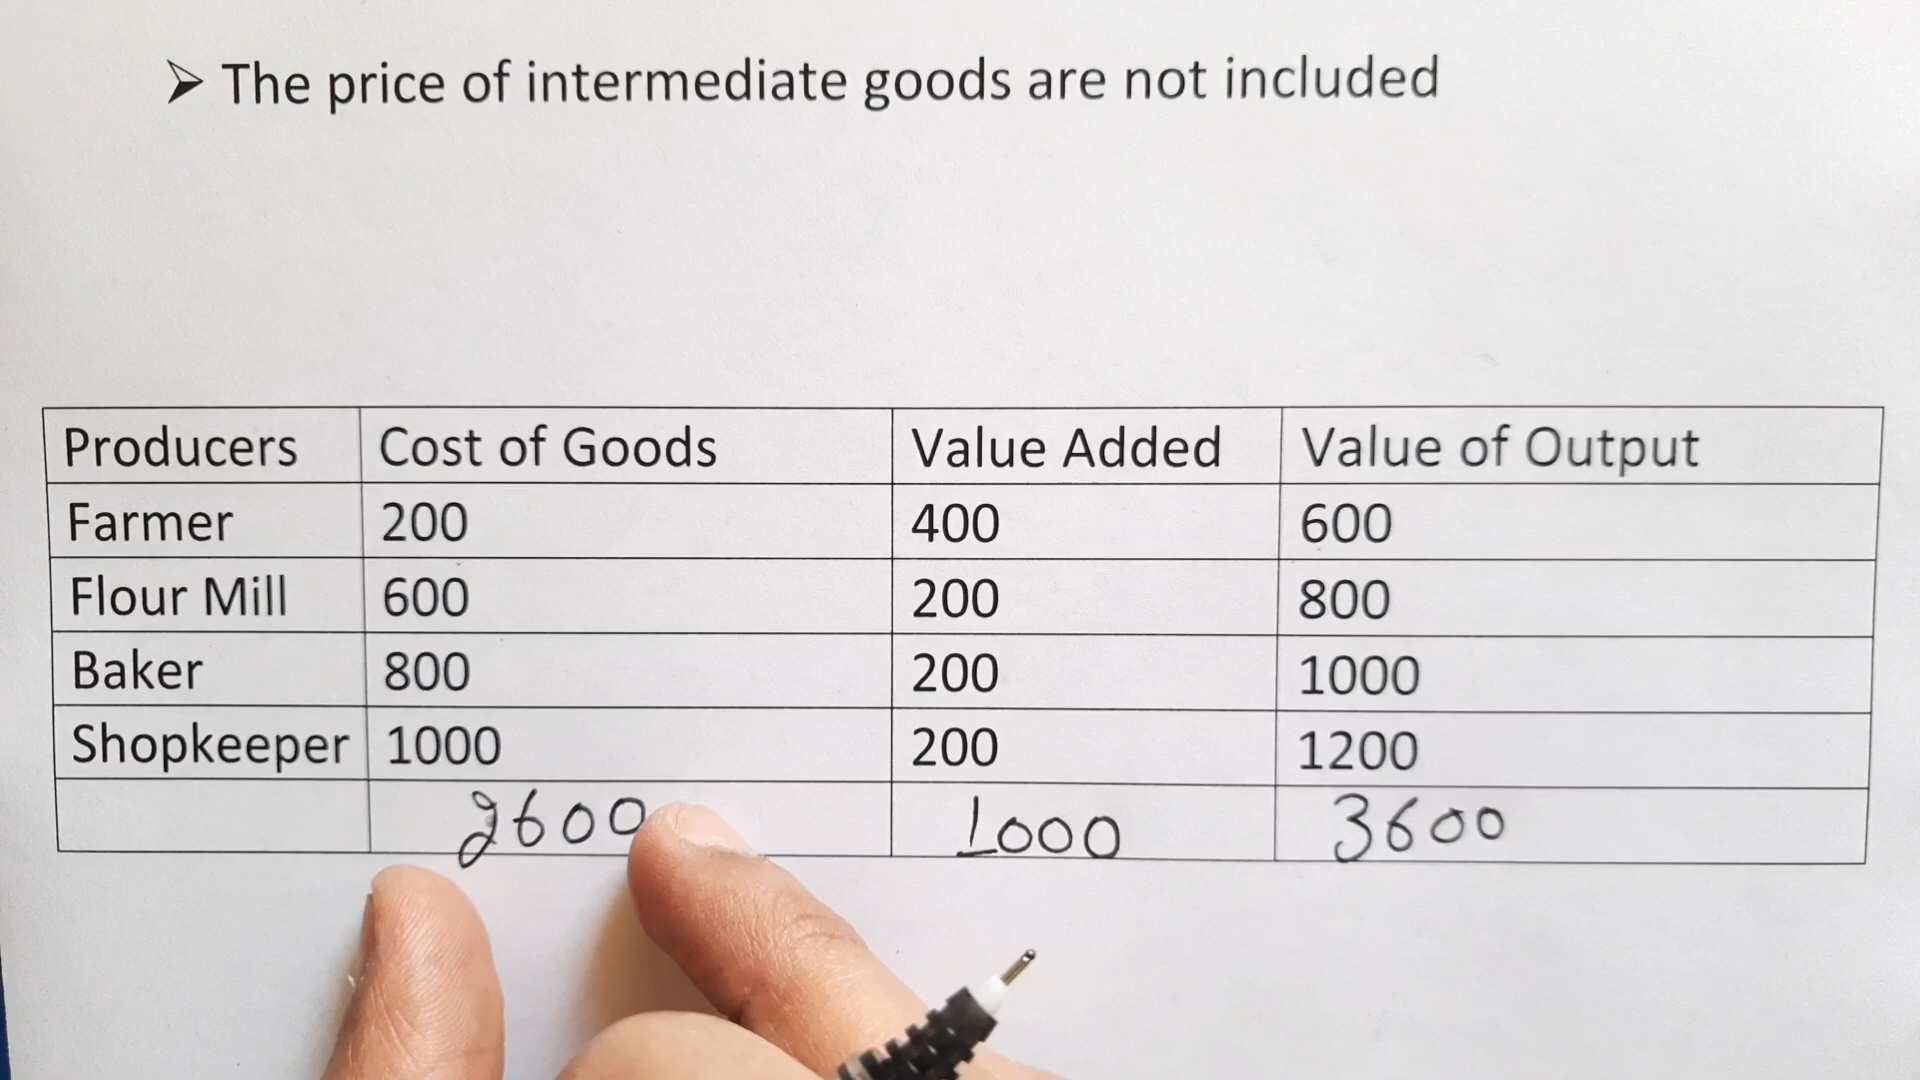 ➢ The price of intermediate goods are not included
Producers Cost of Goods Value Added Value of Output
Farmer 200 400 600
Flour Mill 600 200 800
Baker 800 200 1000
Shopkeeper 1000 200 1200
2600 1000 3600